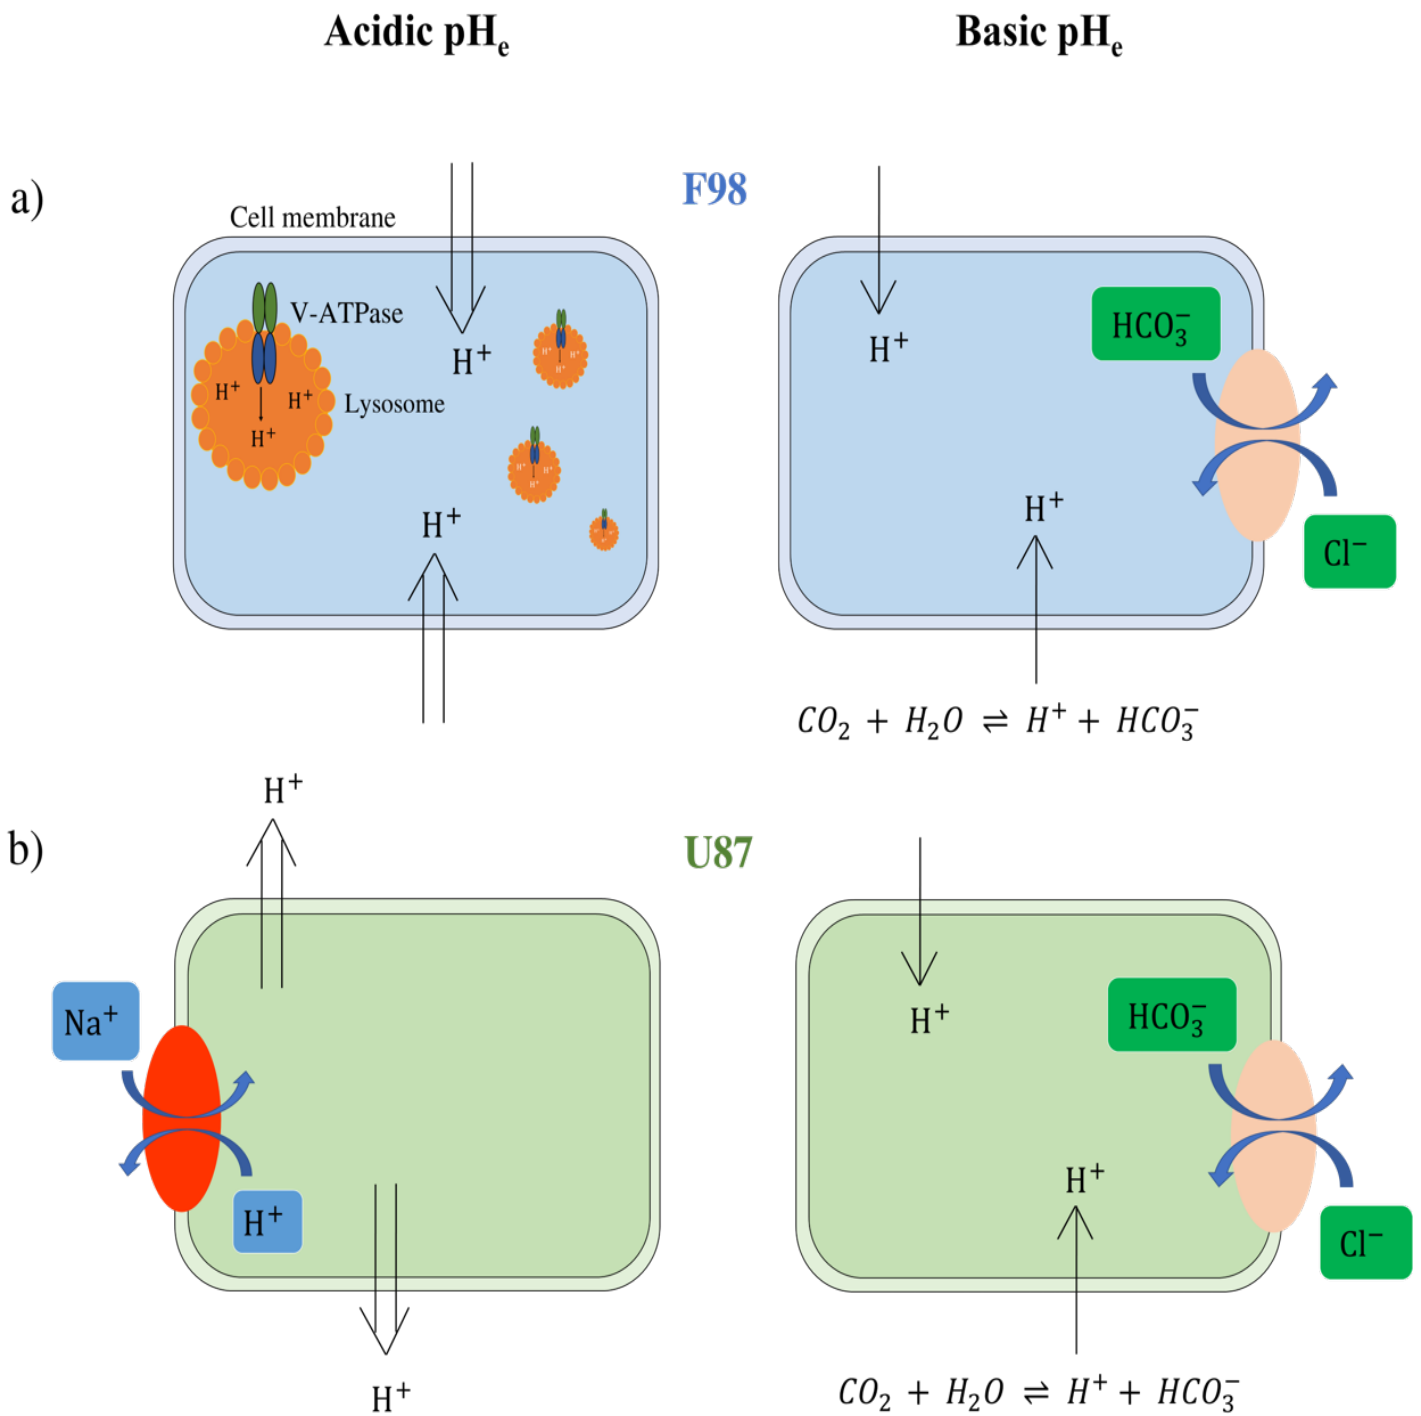 Acidic pHₑ
Basic pHₑ
a)
F98
Cell membrane
V-ATPase
H⁺
H⁺
H⁺
H⁺
Lysosome
H⁺
H⁺
H⁺
H⁺
H⁺
H⁺
H⁺
H⁺
HCO₃⁻
H⁺
H⁺
Cl⁻
CO₂ + H₂O ⇌ H⁺ + HCO₃⁻
b)
U87
H⁺
Na⁺
H⁺
H⁺
H⁺
HCO₃⁻
H⁺
Cl⁻
CO₂ + H₂O ⇌ H⁺ + HCO₃⁻